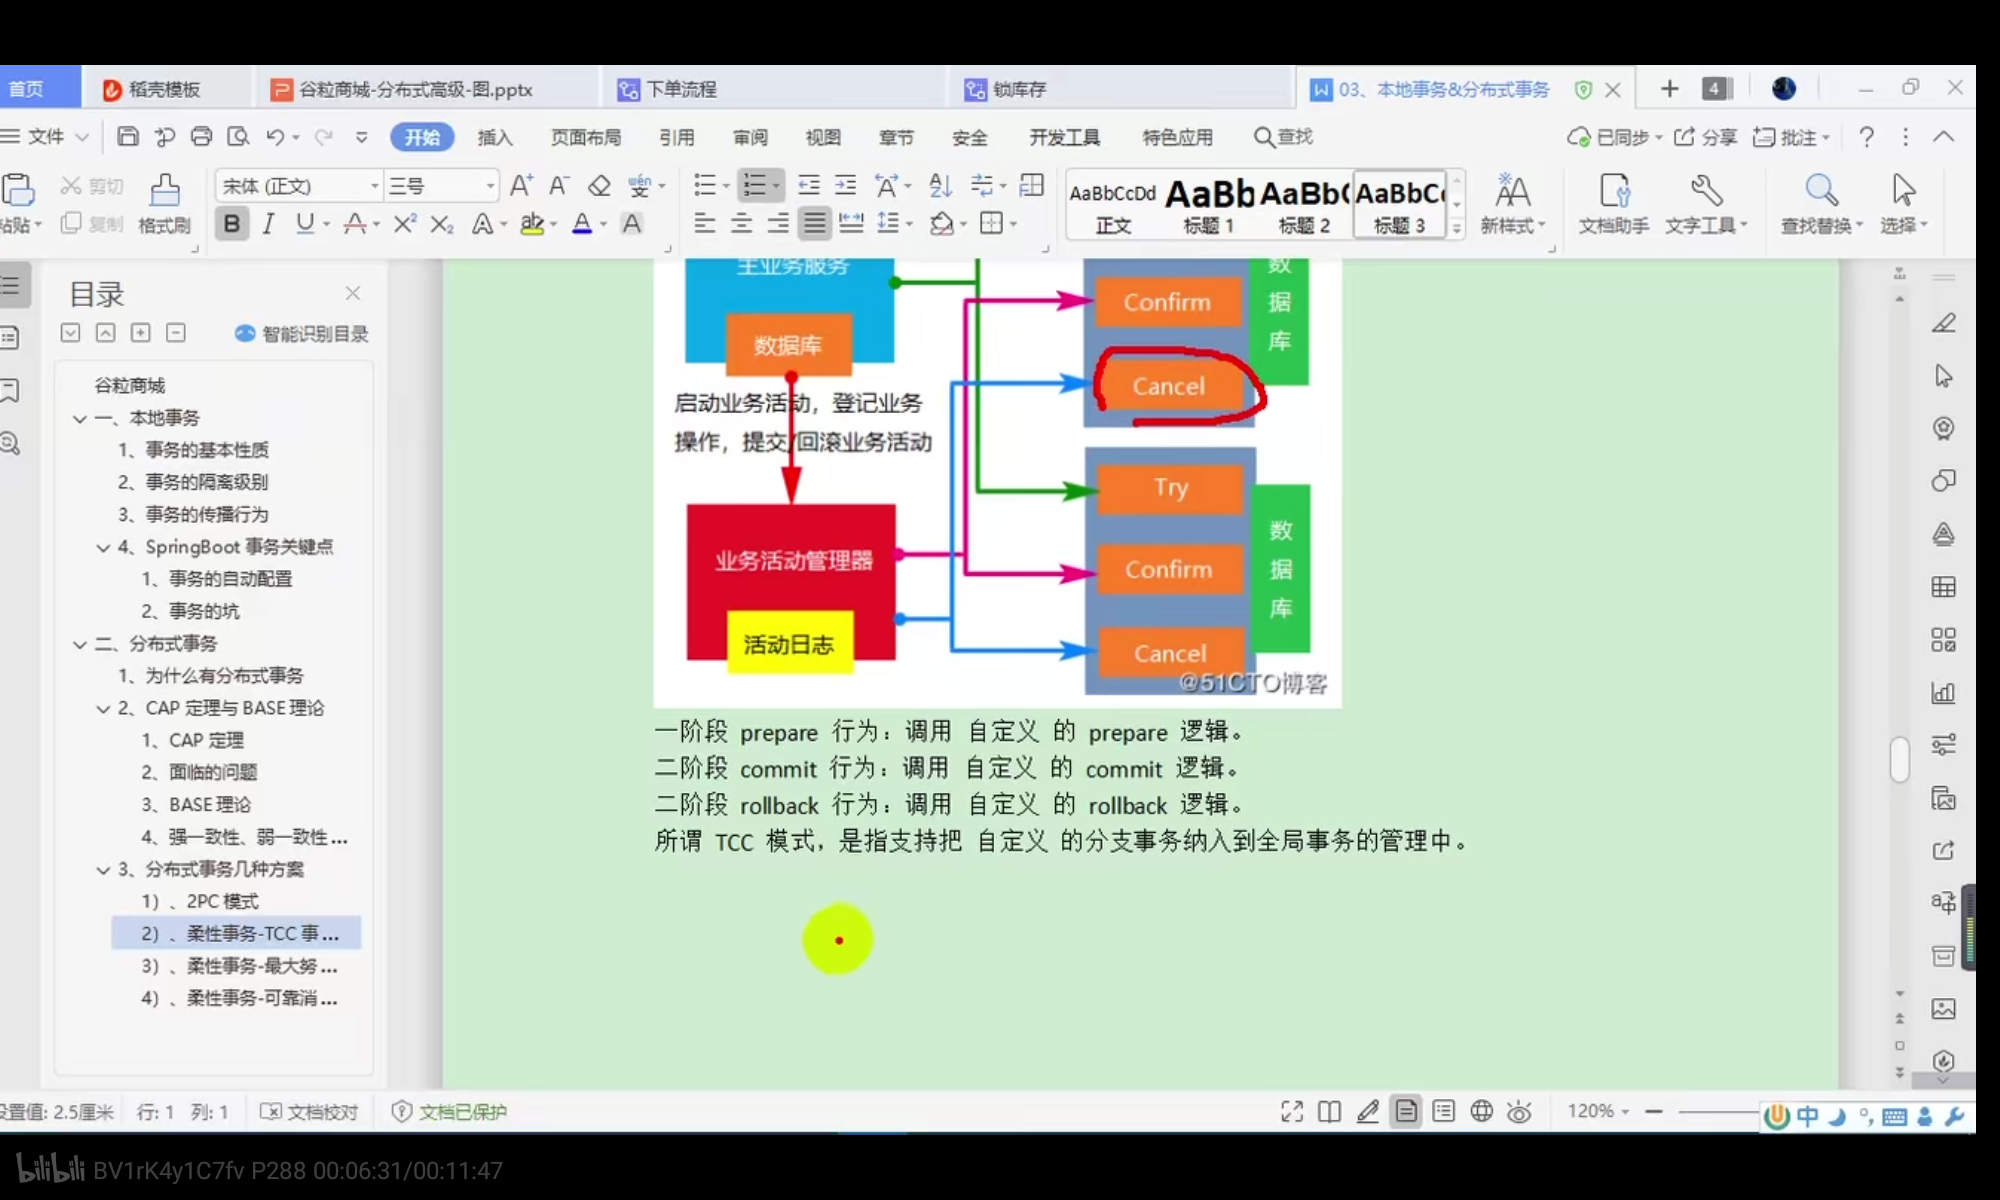 首页
稻壳模板
谷粒商城-分布式高级-图.pptx
下单流程
锁库存
03、本地事务&分布式事务
4
文件
开始
插入
页面布局
引用
审阅
视图
章节
安全
开发工具
特色应用
查找
已同步
分享
批注
粘贴
剪切
复制
格式刷
宋体 (正文)
三号
AaBbCcDd
正文
AaBb
标题 1
AaBb(
标题 2
AaBbC
标题 3
新样式
文档助手
文字工具
查找替换
选择
目录
智能识别目录
谷粒商城
一、本地事务
1、事务的基本性质
2、事务的隔离级别
3、事务的传播行为
4、SpringBoot 事务关键点
1、事务的自动配置
2、事务的坑
二、分布式事务
1、为什么有分布式事务
2、CAP 定理与 BASE 理论
1、CAP 定理
2、面临的问题
3、BASE 理论
4、强一致性、弱一致性...
3、分布式事务几种方案
1）、2PC 模式
2）、柔性事务-TCC 事...
3）、柔性事务-最大努...
4）、柔性事务-可靠消...
主业务服务
数据库
启动业务活动，登记业务
操作，提交/回滚业务活动
业务活动管理器
活动日志
Confirm
Cancel
数据库
Try
Confirm
Cancel
数据库
@51CTO博客
一阶段 prepare 行为：调用 自定义 的 prepare 逻辑。
二阶段 commit 行为：调用 自定义 的 commit 逻辑。
二阶段 rollback 行为：调用 自定义 的 rollback 逻辑。
所谓 TCC 模式，是指支持把 自定义 的分支事务纳入到全局事务的管理中。
设置值: 2.5厘米
行: 1
列: 1
文档校对
文档已保护
120%
中
bilibili BV1rK4y1C7fv P288 00:06:31/00:11:47